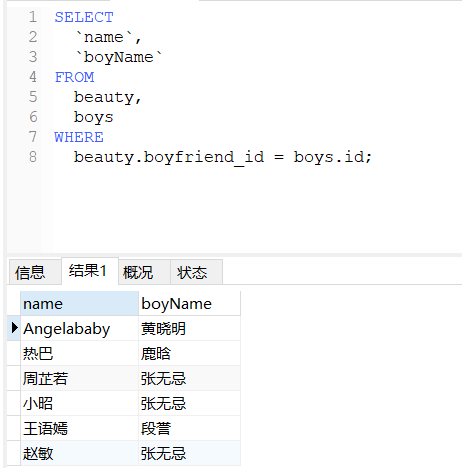 1 SELECT
2   `name`,
3   `boyName`
4 FROM
5   beauty,
6   boys
7 WHERE
8   beauty.boyfriend_id = boys.id;
信息 结果1 概况 状态
name boyName
Angelababy 黄晓明
热巴 鹿晗
周芷若 张无忌
小昭 张无忌
王语嫣 段誉
赵敏 张无忌